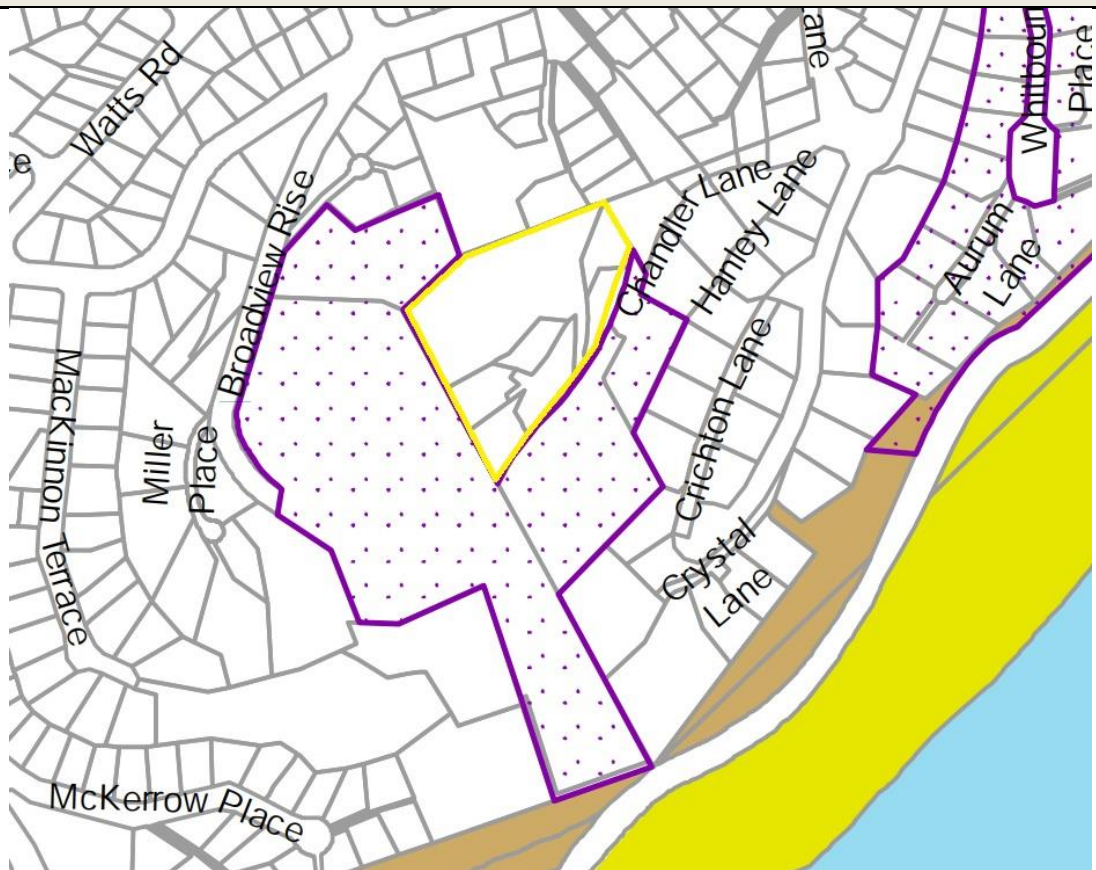 Watts Rd
Broadview Rise
Chandler Lane
Hanley Lane
Aurum
Lane
Place
MacKinnon Terrace
Miller
Place
Crichton Lane
Crystal
Lane
McKerrow Place